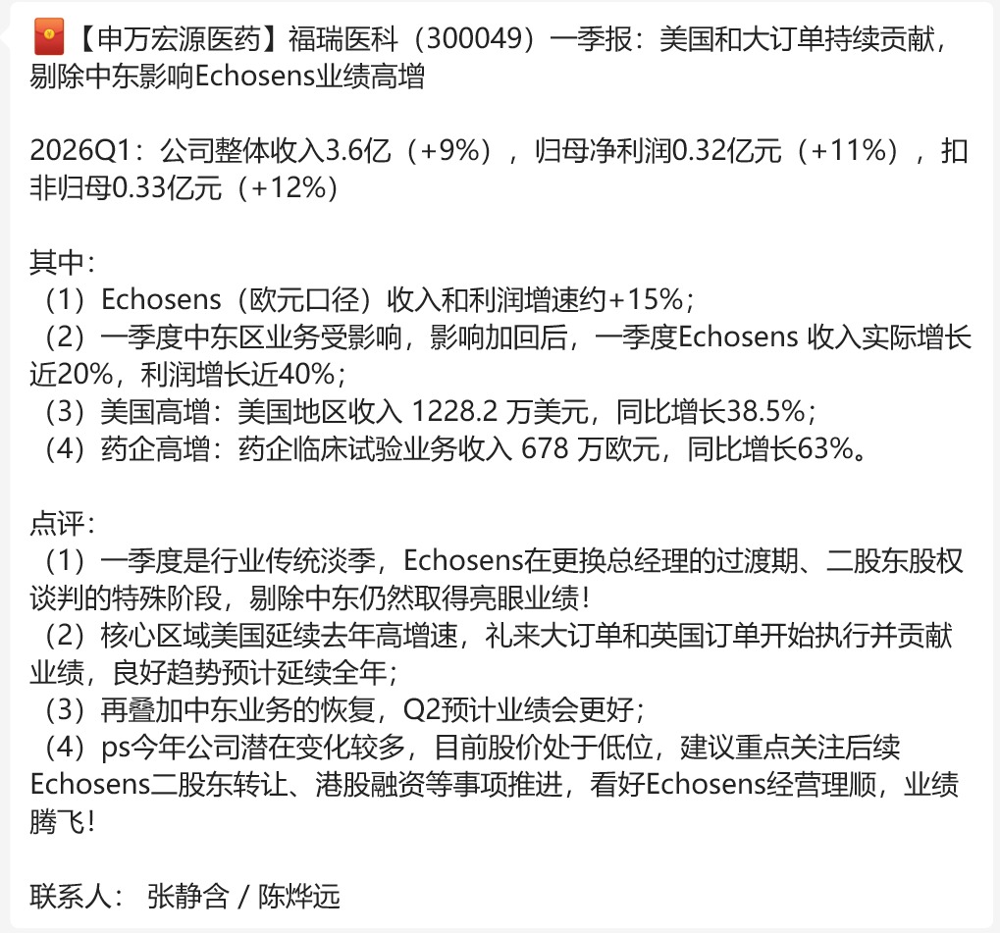 【申万宏源医药】福瑞医科（300049）一季报：美国和大订单持续贡献，
剔除中东影响Echosens业绩高增
2026Q1：公司整体收入3.6亿（+9%），归母净利润0.32亿元（+11%），扣
非归母0.33亿元（+12%）
其中：
（1）Echosens（欧元口径）收入和利润增速约+15%；
（2）一季度中东区业务受影响，影响加回后，一季度Echosens 收入实际增长
近20%，利润增长近40%；
（3）美国高增：美国地区收入 1228.2 万美元，同比增长38.5%；
（4）药企高增：药企临床试验业务收入 678 万欧元，同比增长63%。
点评：
（1）一季度是行业传统淡季，Echosens在更换总经理的过渡期、二股东股权
谈判的特殊阶段，剔除中东仍然取得亮眼业绩！
（2）核心区域美国延续去年高增速，礼来大订单和英国订单开始执行并贡献
业绩，良好趋势预计延续全年；
（3）再叠加中东业务的恢复，Q2预计业绩会更好；
（4）ps今年公司潜在变化较多，目前股价处于低位，建议重点关注后续
Echosens二股东转让、港股融资等事项推进，看好Echosens经营理顺，业绩
腾飞！
联系人： 张静含 / 陈烨远